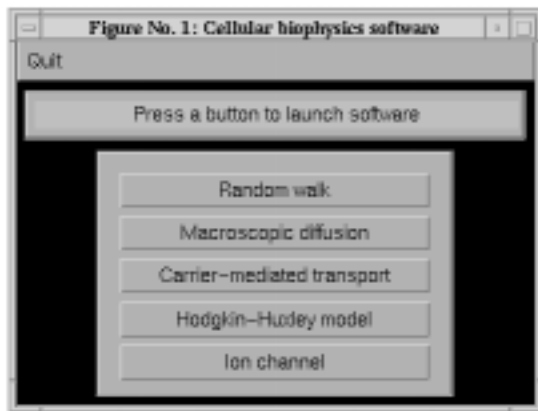 Figure No. 1: Cellular biophysics software
Quit
Press a button to launch software
Random walk
Macroscopic diffusion
Carrier-mediated transport
Hodgkin-Huxley model
Ion channel